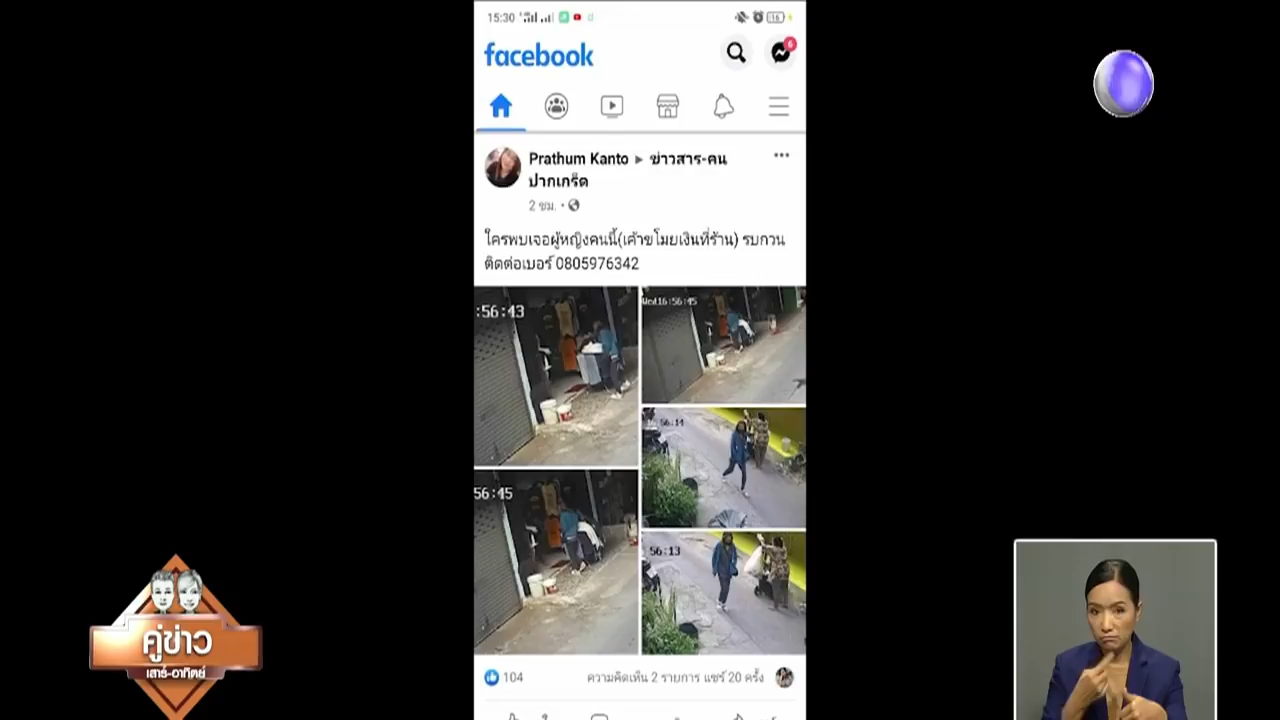 15:30
16
facebook
6
Prathum Kanto ▸ ข่าวสาร-คน
ปากเกร็ด
2 ชม. ·
ใครพบเจอผู้หญิงคนนี้(เค้าขโมยเงินที่ร้าน) รบกวน
ติดต่อเบอร์ 0805976342
:56:43
Wed16:56:45
56:14
56:45
56:13
104
ความคิดเห็น 2 รายการ แชร์ 20 ครั้ง
คู่ข่าว
เสาร์-อาทิตย์